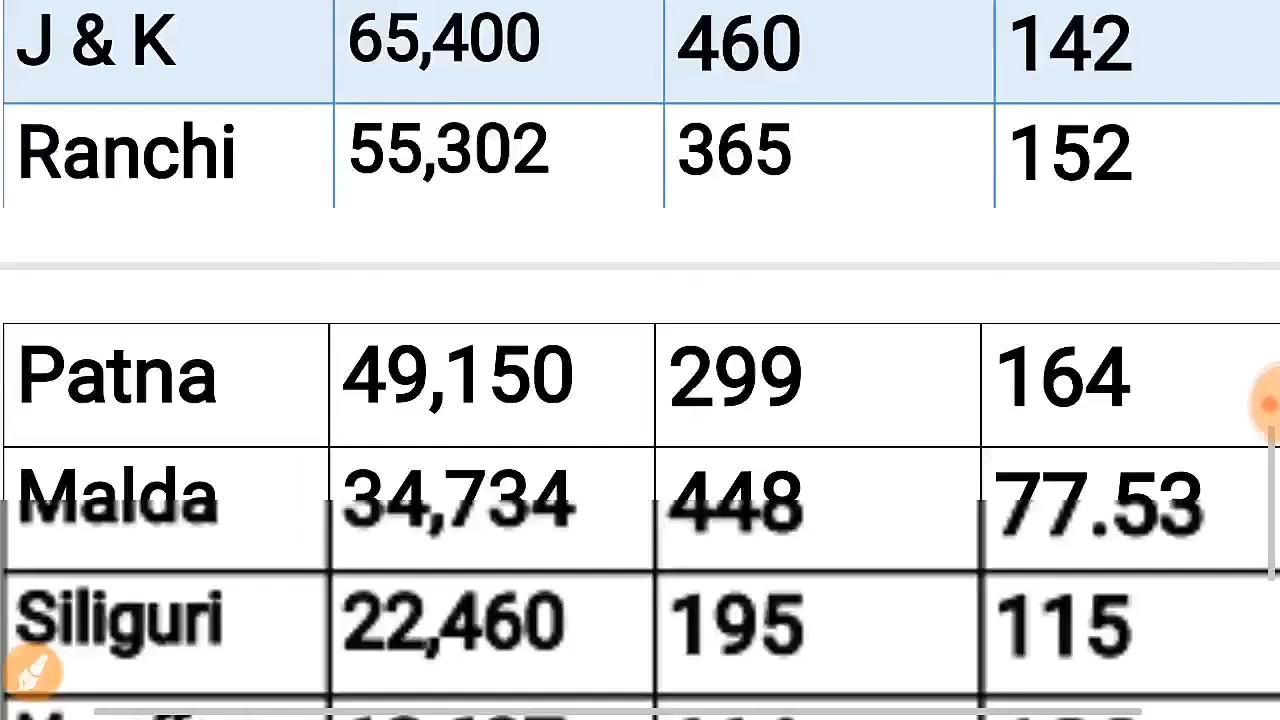 J & K 65,400 460 142
Ranchi 55,302 365 152
Patna 49,150 299 164
Malda 34,734 448 77.53
Siliguri 22,460 195 115